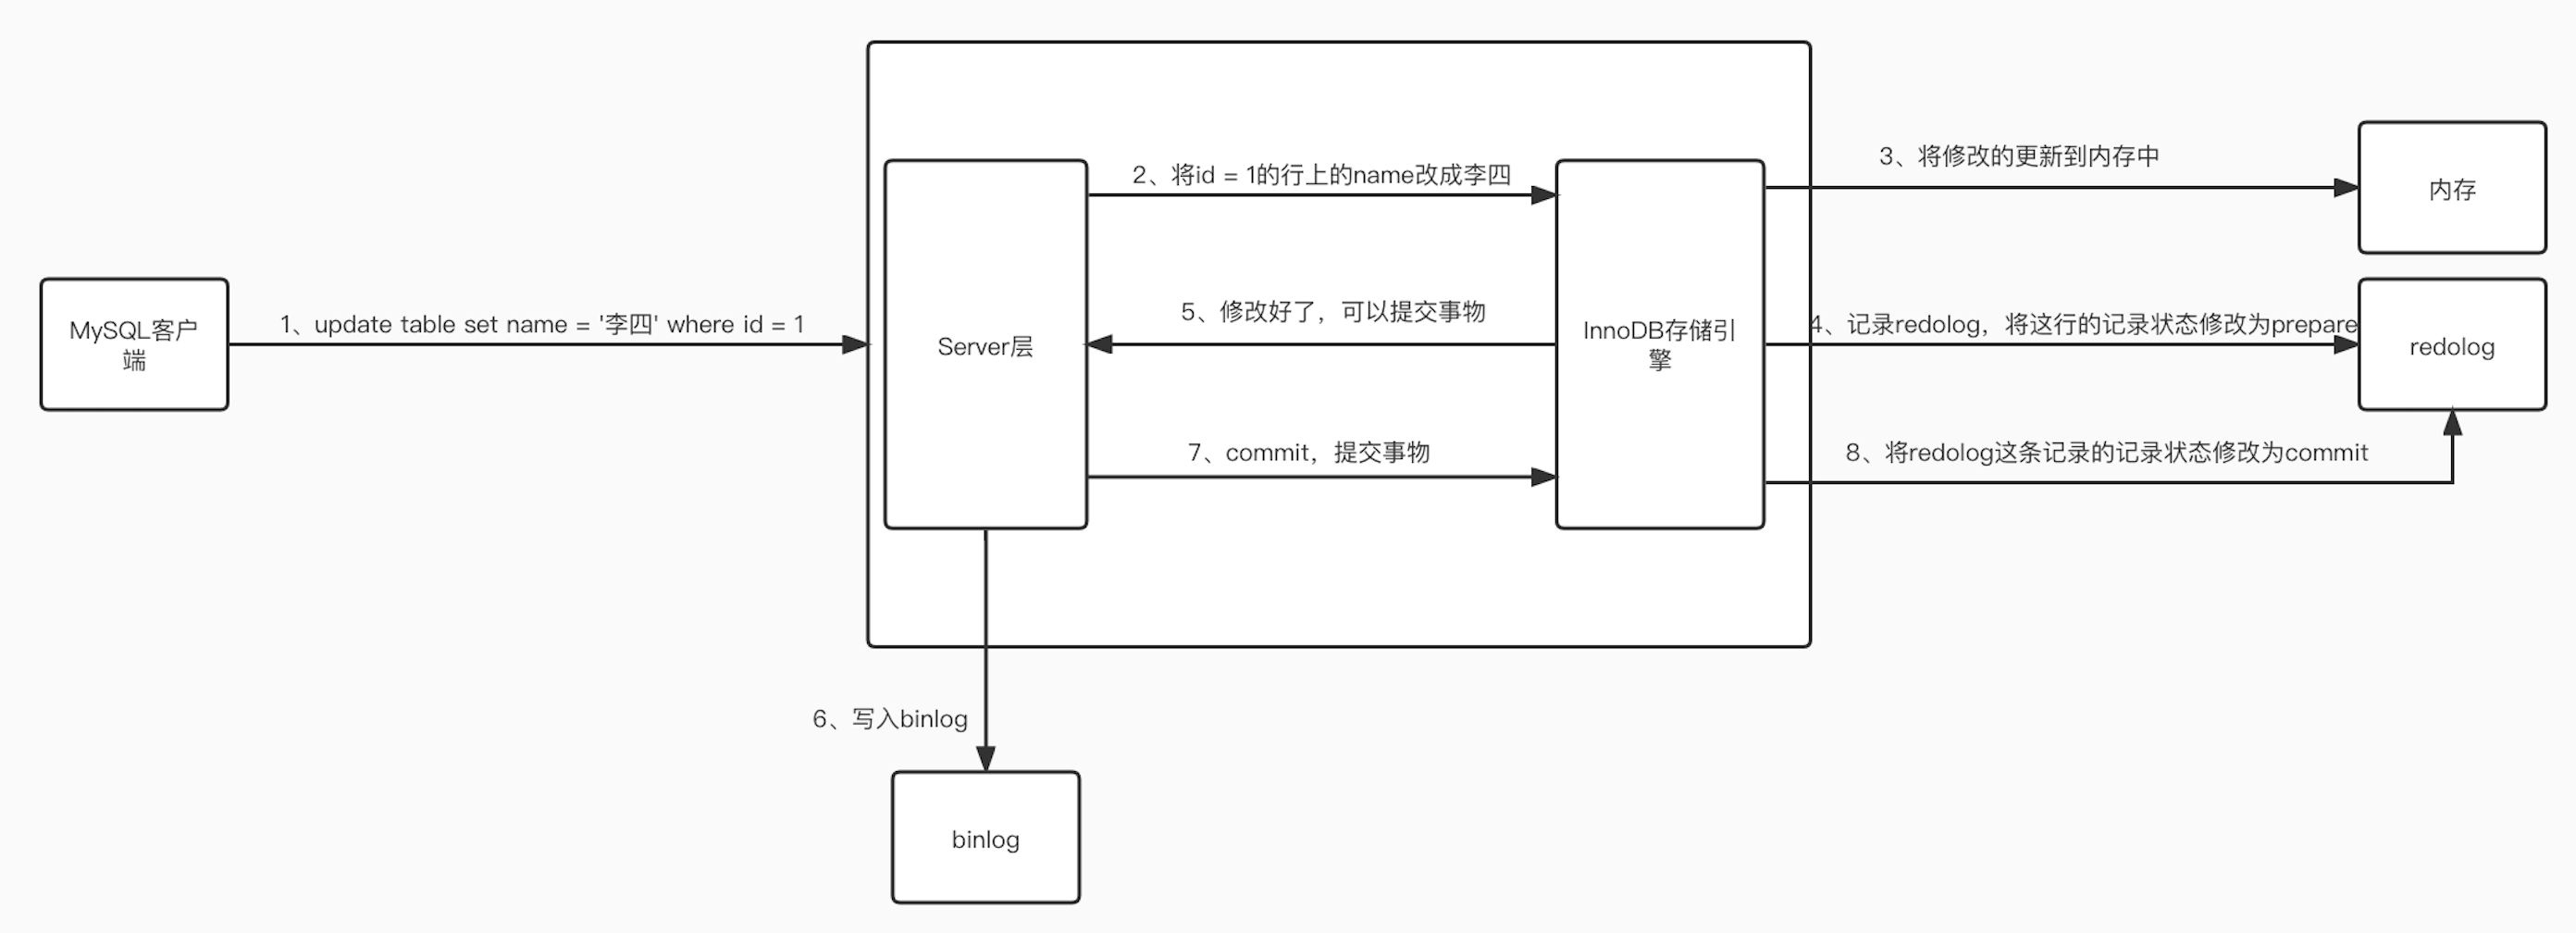 MySQL客户
端
1、update table set name = '李四' where id = 1
Server层
2、将id = 1的行上的name改成李四
5、修改好了，可以提交事物
7、commit，提交事物
InnoDB存储引
擎
3、将修改的更新到内存中
内存
4、记录redolog，将这行的记录状态修改为prepare
redolog
8、将redolog这条记录的记录状态修改为commit
6、写入binlog
binlog